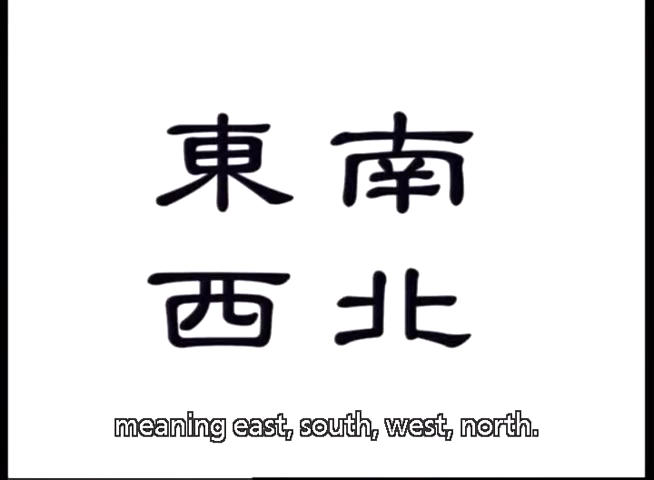 東南
西北
meaning east, south, west, north.